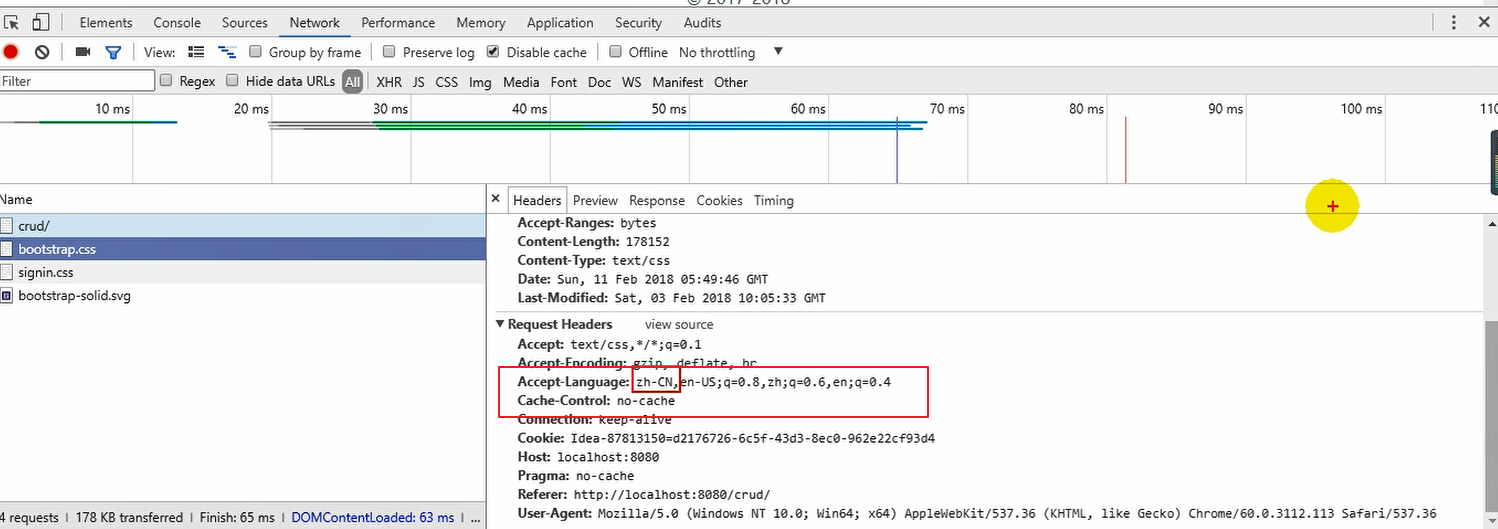 © 2017-2018
Elements Console Sources Network Performance Memory Application Security Audits
View: Group by frame Preserve log Disable cache Offline No throttling
Filter Regex Hide data URLs All XHR JS CSS Img Media Font Doc WS Manifest Other
10 ms 20 ms 30 ms 40 ms 50 ms 60 ms 70 ms 80 ms 90 ms 100 ms 110
Name
crud/
bootstrap.css
signin.css
bootstrap-solid.svg
4 requests | 178 KB transferred | Finish: 65 ms | DOMContentLoaded: 63 ms | ...
× Headers Preview Response Cookies Timing
Accept-Ranges: bytes
Content-Length: 178152
Content-Type: text/css
Date: Sun, 11 Feb 2018 05:49:46 GMT
Last-Modified: Sat, 03 Feb 2018 10:05:33 GMT
Request Headers view source
Accept: text/css,*/*;q=0.1
Accept-Encoding: gzip, deflate, br
Accept-Language: zh-CN,en-US;q=0.8,zh;q=0.6,en;q=0.4
Cache-Control: no-cache
Connection: keep-alive
Cookie: Idea-87813150=d2176726-6c5f-43d3-8ec0-962e22cf93d4
Host: localhost:8080
Pragma: no-cache
Referer: http://localhost:8080/crud/
User-Agent: Mozilla/5.0 (Windows NT 10.0; Win64; x64) AppleWebKit/537.36 (KHTML, like Gecko) Chrome/60.0.3112.113 Safari/537.36